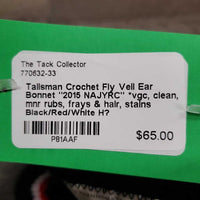 The Tack Collector
770632-33
Talisman Crochet Fly Veil Ear
Bonnet "2015 NAJYRC" *vgc, clean,
mnr rubs, frays & hair, stains
Black/Red/White H?
$65.00
P81AAF